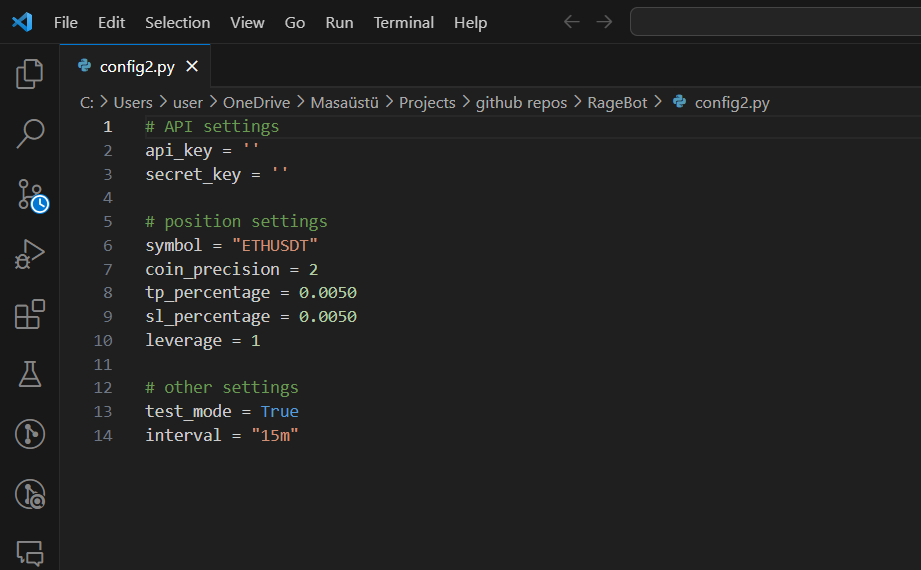 File Edit Selection View Go Run Terminal Help
config2.py
C: > Users > user > OneDrive > Masaüstü > Projects > github repos > RageBot > config2.py
1 # API settings
2 api_key = ''
3 secret_key = ''
4
5 # position settings
6 symbol = "ETHUSDT"
7 coin_precision = 2
8 tp_percentage = 0.0050
9 sl_percentage = 0.0050
10 leverage = 1
11
12 # other settings
13 test_mode = True
14 interval = "15m"